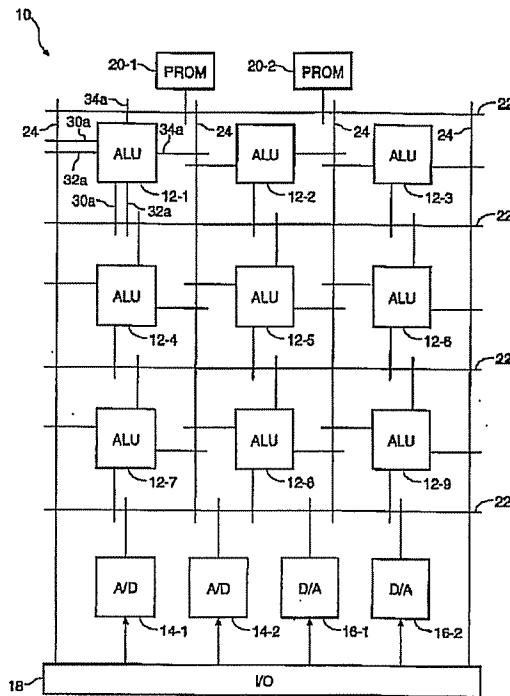 10
20-1 PROM 20-2 PROM
34a
22
24 30a 34a 24 24 24
ALU ALU ALU
32a
12-1 12-2 12-3
30a 32a
22
ALU ALU ALU
12-4 12-5 12-6
22
ALU ALU ALU
12-7 12-8 12-9
22
A/D A/D D/A D/A
14-1 14-2 16-1 16-2
18 I/O